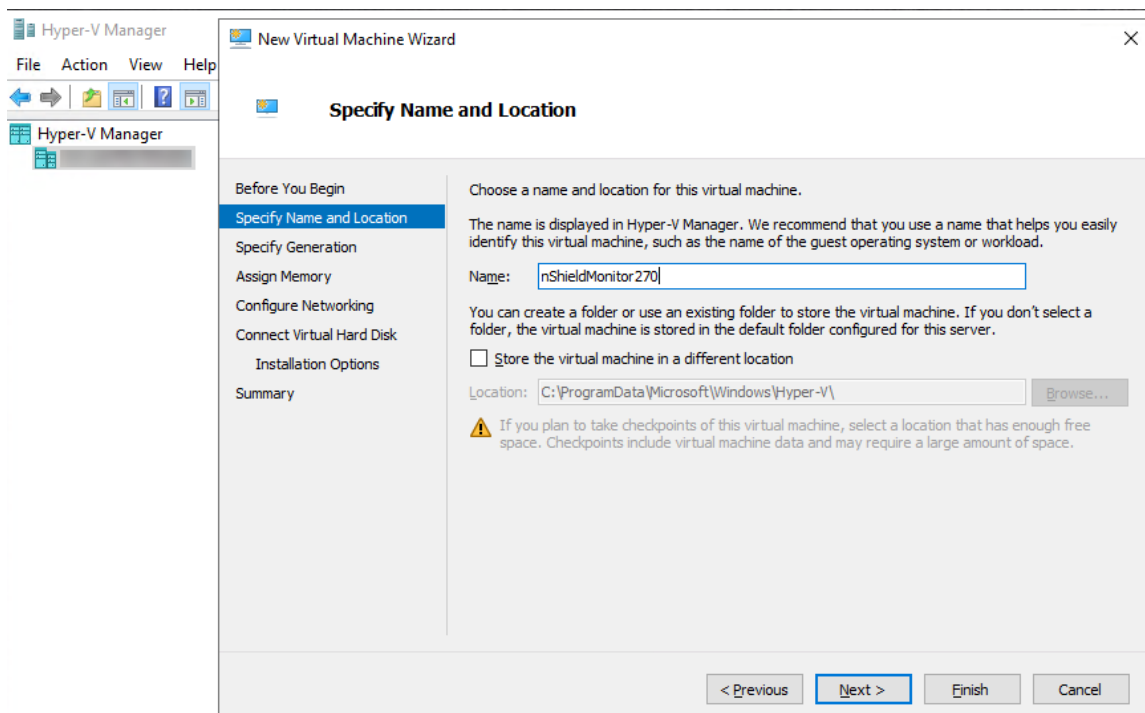 Hyper-V Manager
File Action View Help
Hyper-V Manager
New Virtual Machine Wizard
Specify Name and Location
Before You Begin
Specify Name and Location
Specify Generation
Assign Memory
Configure Networking
Connect Virtual Hard Disk
Installation Options
Summary
Choose a name and location for this virtual machine.
The name is displayed in Hyper-V Manager. We recommend that you use a name that helps you easily
identify this virtual machine, such as the name of the guest operating system or workload.
Name: nShieldMonitor270
You can create a folder or use an existing folder to store the virtual machine. If you don't select a
folder, the virtual machine is stored in the default folder configured for this server.
Store the virtual machine in a different location
Location: C:\ProgramData\Microsoft\Windows\Hyper-V\ Browse...
If you plan to take checkpoints of this virtual machine, select a location that has enough free
space. Checkpoints include virtual machine data and may require a large amount of space.
< Previous Next > Finish Cancel